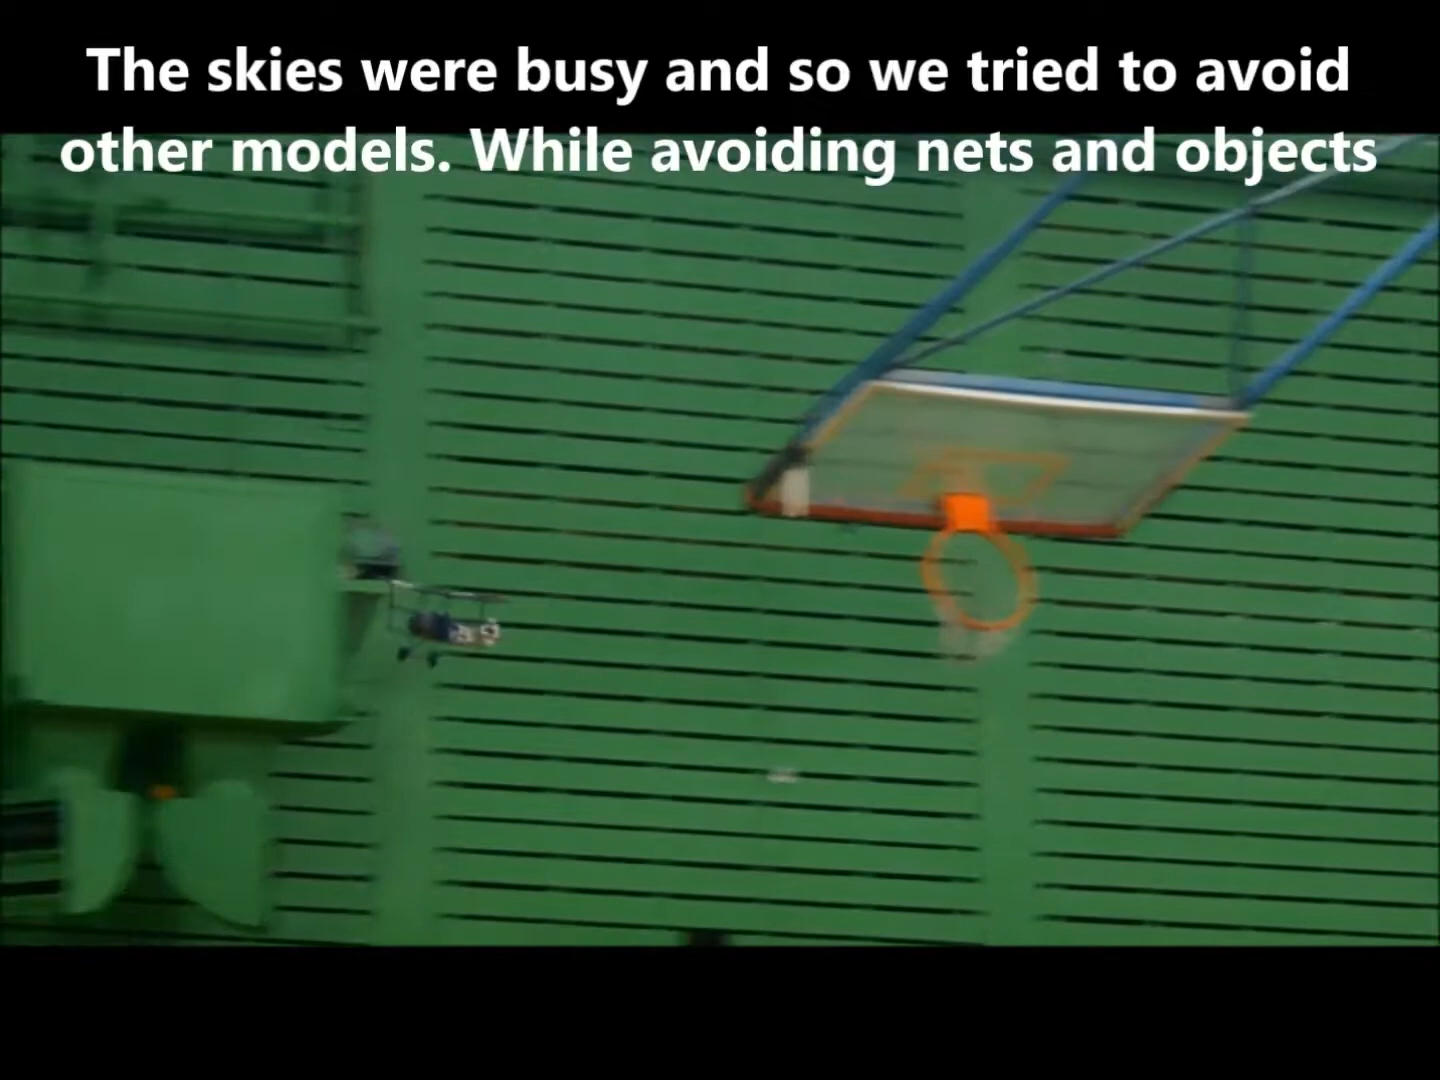 The skies were busy and so we tried to avoid
other models. While avoiding nets and objects